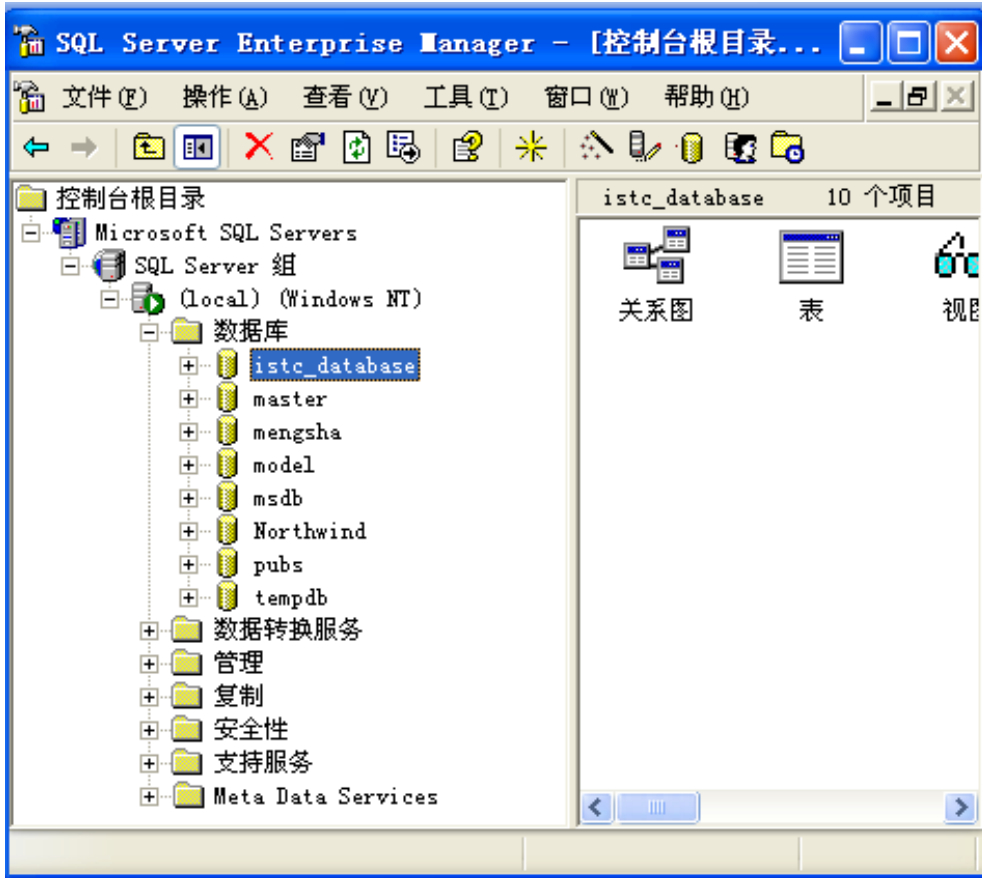 SQL Server Enterprise Manager - [控制台根目录...
文件(F) 操作(A) 查看(V) 工具(T) 窗口(W) 帮助(H)
控制台根目录
Microsoft SQL Servers
SQL Server 组
(local) (Windows NT)
数据库
istc_database
master
mengsha
model
msdb
Northwind
pubs
tempdb
数据转换服务
管理
复制
安全性
支持服务
Meta Data Services
istc_database 10 个项目
关系图 表